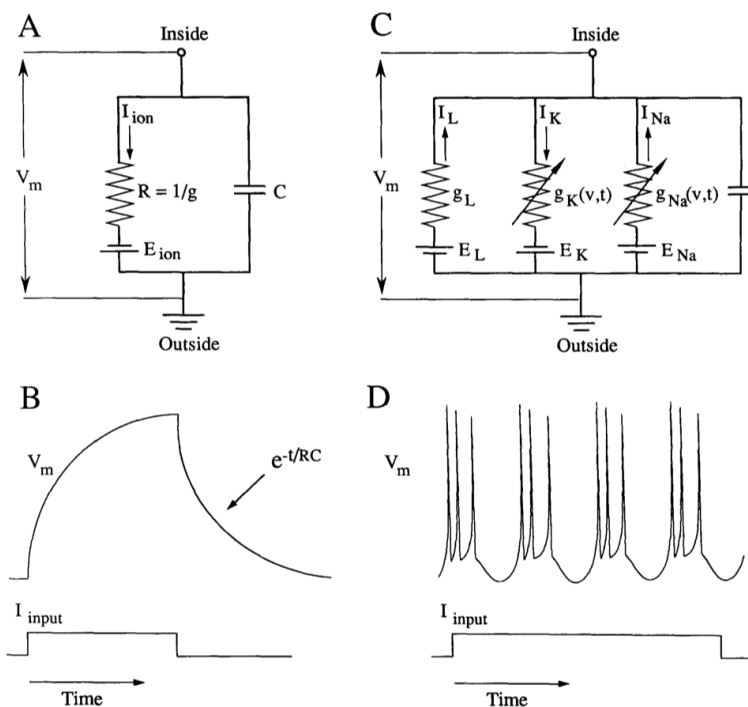 A
Inside
I ion
V m
R = 1/g
C
E ion
Outside
B
V m
e-t/RC
I input
Time
C
Inside
I L
I K
I Na
V m
g L
g K (v,t)
g Na (v,t)
E L
E K
E Na
Outside
D
V m
I input
Time